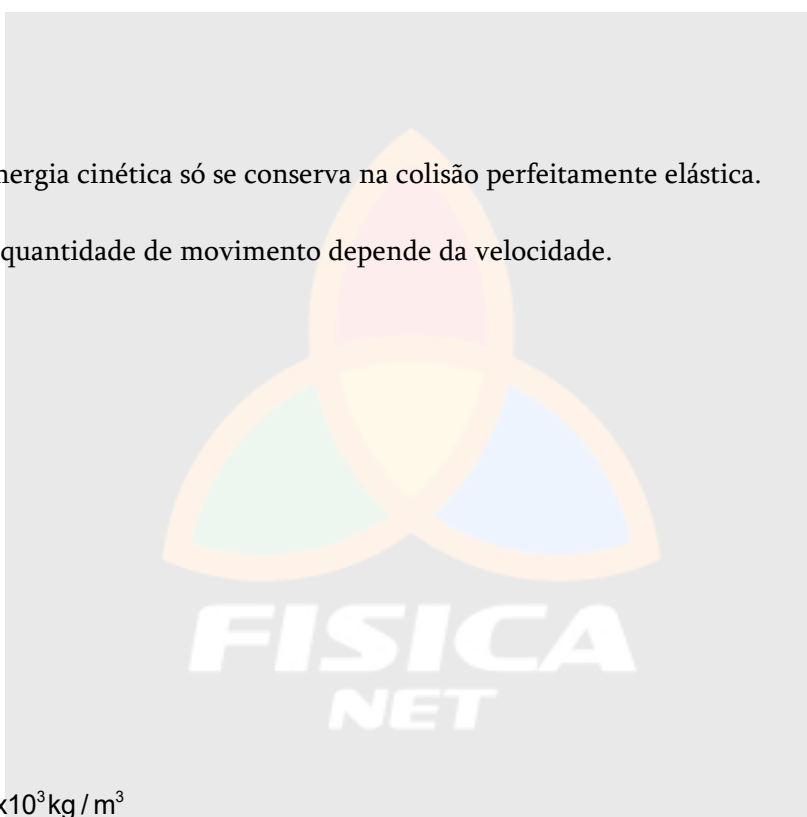 nergia cinética só se conserva na colisão perfeitamente elástica.
quantidade de movimento depende da velocidade.
FISICA
NET
x10³kg / m³